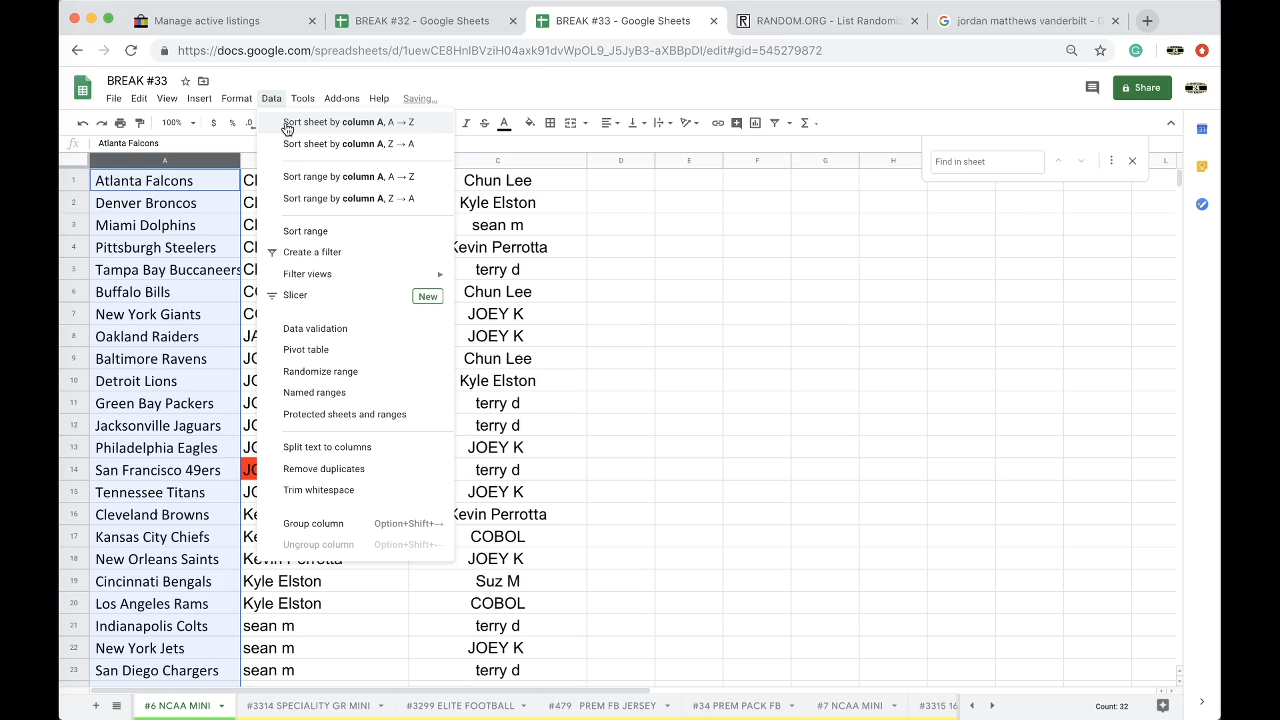 Manage active listings
BREAK #32 - Google Sheets
BREAK #33 - Google Sheets
RANDOM.ORG - List Randomiz
jordan matthews vanderbilt - G
https://docs.google.com/spreadsheets/d/1uewCE8HnlBVziH04axk91dvWpOL9_J5JyB3-aXBBpDI/edit#gid=545279872
BREAK #33
File Edit View Insert Format Data Tools Add-ons Help Saving...
Share
100% $ % .0
fx Atlanta Falcons
Find in sheet
A C D E F G H I L
1 Atlanta Falcons Chun Lee
2 Denver Broncos Kyle Elston
3 Miami Dolphins sean m
4 Pittsburgh Steelers Kevin Perrotta
5 Tampa Bay Buccaneers terry d
6 Buffalo Bills Chun Lee
7 New York Giants JOEY K
8 Oakland Raiders JOEY K
9 Baltimore Ravens Chun Lee
10 Detroit Lions Kyle Elston
11 Green Bay Packers terry d
12 Jacksonville Jaguars terry d
13 Philadelphia Eagles JOEY K
14 San Francisco 49ers terry d
15 Tennessee Titans JOEY K
16 Cleveland Browns Kevin Perrotta
17 Kansas City Chiefs COBOL
18 New Orleans Saints Kevin Perrotta JOEY K
19 Cincinnati Bengals Kyle Elston Suz M
20 Los Angeles Rams Kyle Elston COBOL
21 Indianapolis Colts sean m terry d
22 New York Jets sean m JOEY K
23 San Diego Chargers sean m terry d
Sort sheet by column A, A → Z
Sort sheet by column A, Z → A
Sort range by column A, A → Z
Sort range by column A, Z → A
Sort range
Create a filter
Filter views
Slicer New
Data validation
Pivot table
Randomize range
Named ranges
Protected sheets and ranges
Split text to columns
Remove duplicates
Trim whitespace
Group column Option+Shift+→
Ungroup column Option+Shift+←
#6 NCAA MINI
#3314 SPECIALITY GR MINI
#3299 ELITE FOOTBALL
#479 PREM FB JERSEY
#34 PREM PACK FB
#7 NCAA MINI
#3315 16
Count: 32